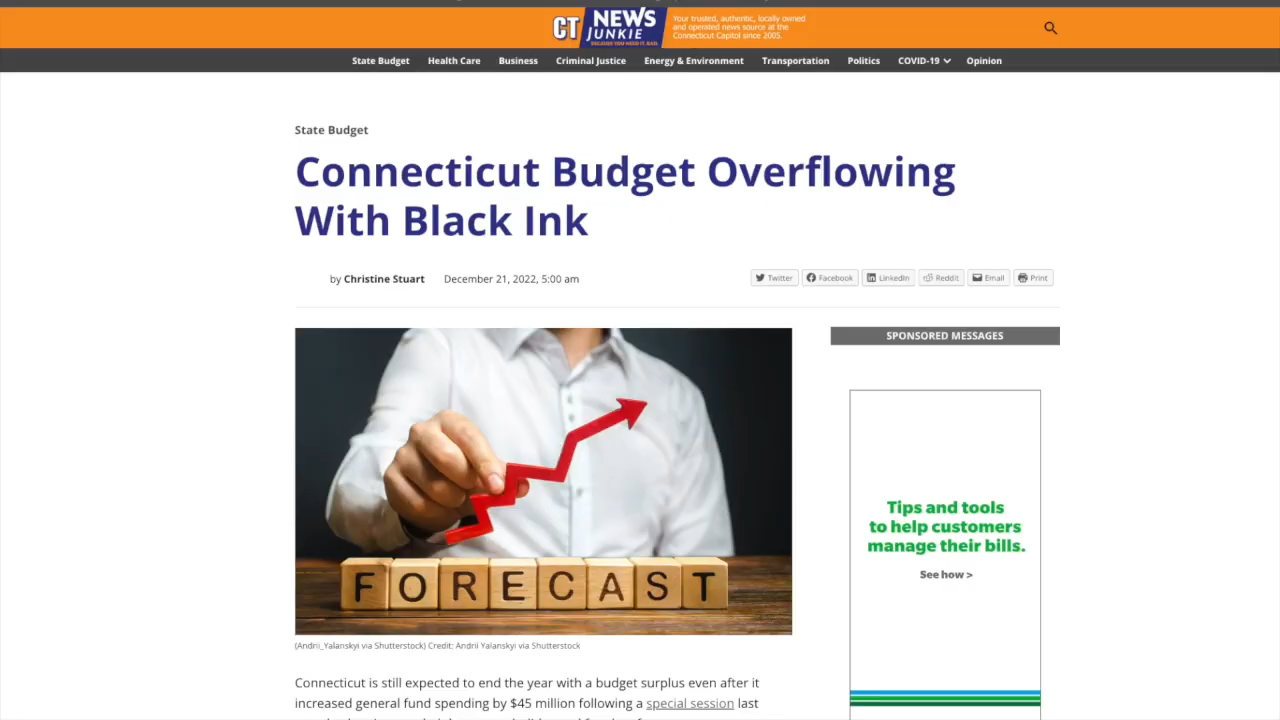 CT NEWS JUNKIE
BECAUSE YOU NEED IT. BAD.
Your trusted, authentic, locally owned
and operated news source at the
Connecticut Capitol since 2005.
State Budget Health Care Business Criminal Justice Energy & Environment Transportation Politics COVID-19 Opinion
State Budget
Connecticut Budget Overflowing
With Black Ink
by Christine Stuart December 21, 2022, 5:00 am
Twitter Facebook LinkedIn Reddit Email Print
FORECAST
(Andrii_Yalanskyi via Shutterstock) Credit: Andrii Yalanskyi via Shutterstock
Connecticut is still expected to end the year with a budget surplus even after it
increased general fund spending by $45 million following a special session last
SPONSORED MESSAGES
Tips and tools
to help customers
manage their bills.
See how >